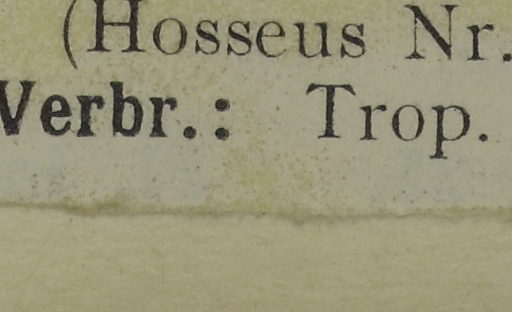 (Hosseus Nr.
Verbr.: Trop.